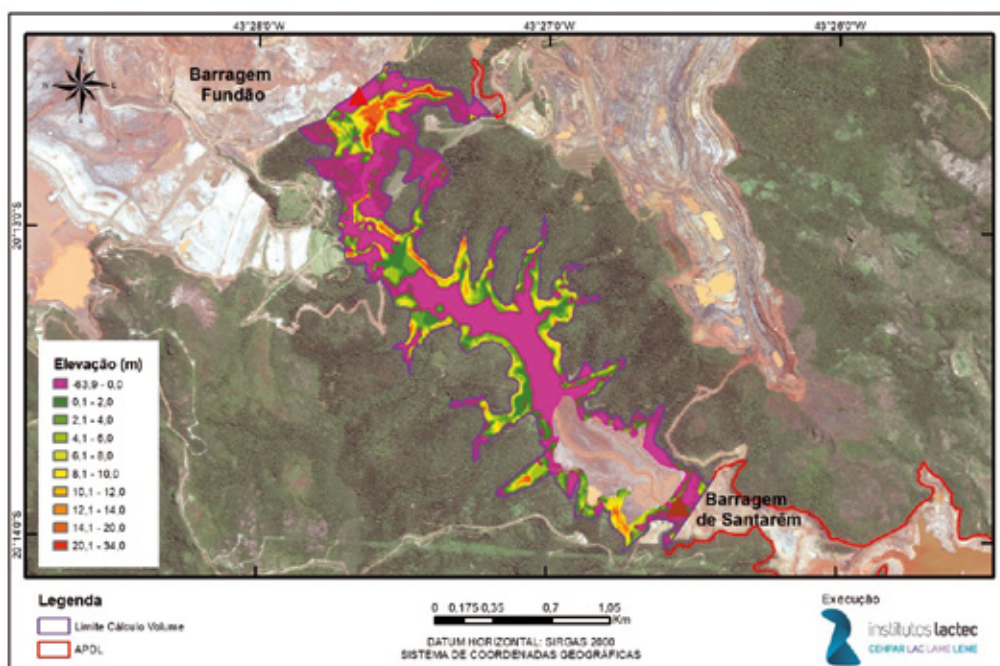 43°28'0"W
43°27'0"W
43°26'0"W
20°13'0"S
20°14'0"S
N
Barragem
Fundão
Barragem
de Santarém
Elevação (m)
-63,9 - 0,0
0,1 - 2,0
2,1 - 4,0
4,1 - 6,0
6,1 - 8,0
8,1 - 10,0
10,1 - 12,0
12,1 - 14,0
14,1 - 20,0
20,1 - 34,0
Legenda
Limite Cálculo Volume
APDL
0 0.175 0,35 0,7 1,05
Km
DATUM HORIZONTAL: SIRGAS 2000
SISTEMA DE COORDENADAS GEOGRÁFICAS
Execução
institutos lactec
CEHPAR LAC LAME LEME